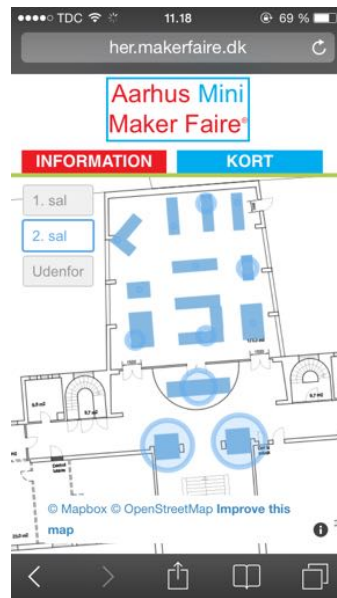 TDC 11.18 69 %
her.makerfaire.dk
Aarhus Mini
Maker Faire®
INFORMATION KORT
1. sal
2. sal
Udenfor
© Mapbox © OpenStreetMap Improve this
map